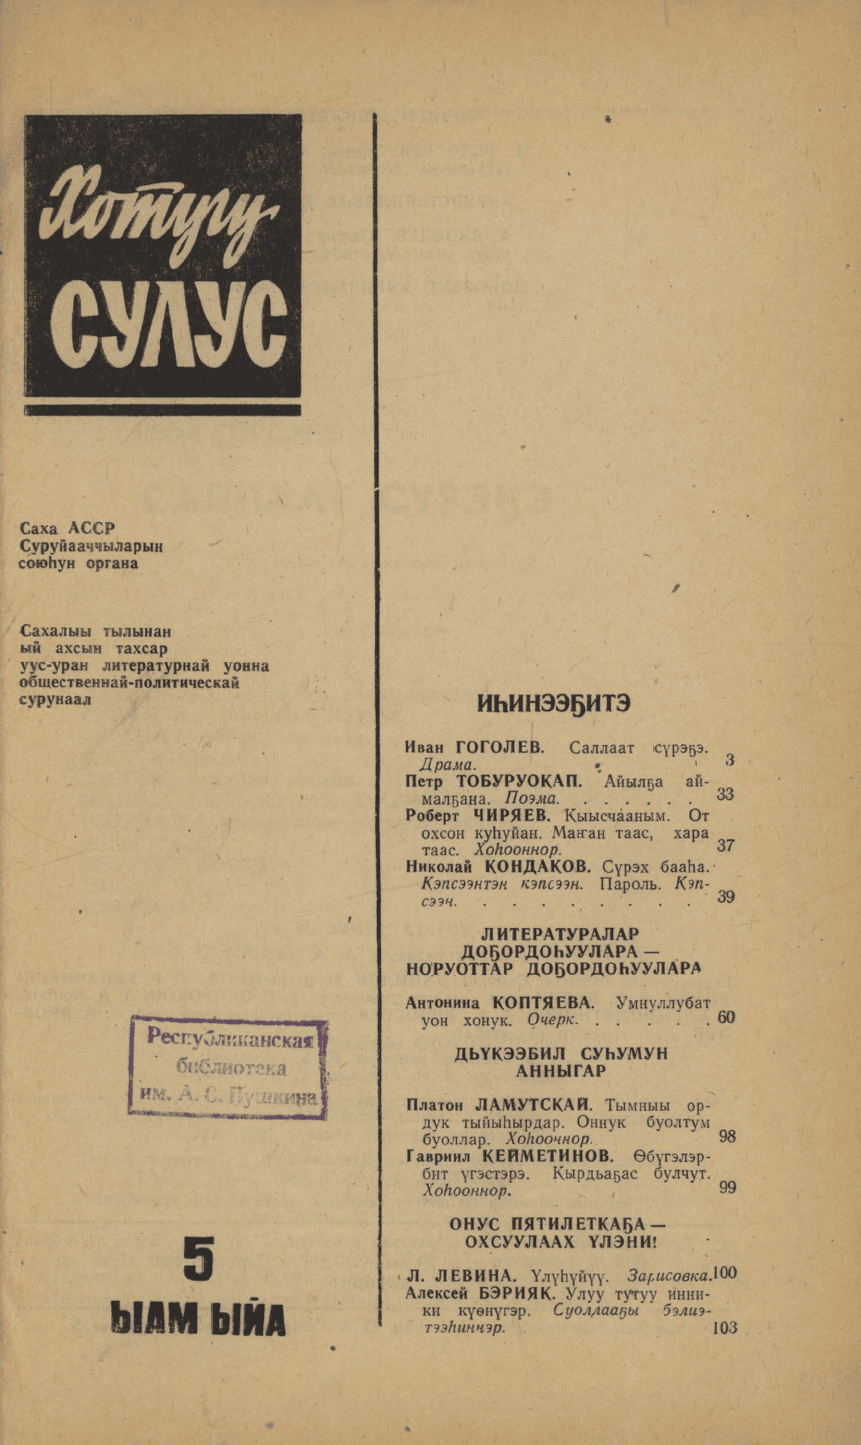 Хотугу
СУЛУС
Саха АССР
Суруйааччыларын
союһун органа
Сахалыы тылынан
ый ахсын тахсар
уус-уран литературнай уонна
общественнай-политическай
сурунаал
Республиканская
библиотека
им. А. С. Пушкина
5
ЫАМ ЫЙА
ИҺИНЭЭҔИТЭ
Иван ГОГОЛЕВ. Саллаат сүрэҕэ.
Драма. 3
Петр ТОБУРУОКАП. Айылҕа ай-
малҕана. Поэма. . . . . . . 33
Роберт ЧИРЯЕВ. Кыысчааным. От
охсон куһуйан. Маҥан таас, хара
таас. Хоһооннор. 37
Николай КОНДАКОВ. Сүрэх бааһа.
Кэпсээнтэн кэпсээн. Пароль. Кэп-
сээн. . . . . . . . . . 39
ЛИТЕРАТУРАЛАР
ДОҔОРДОҺУУЛАРА —
НОРУОТТАР ДОҔОРДОҺУУЛАРА
Антонина КОПТЯЕВА. Умнуллубат
уон хонук. Очерк. . . . . . 60
ДЬҮКЭЭБИЛ СУҺУМУН
АННЫГАР
Платон ЛАМУТСКАЙ. Тымныы ор-
дук тыйыһырдар. Оннук буолтум
буоллар. Хоһооннор. 98
Гавриил КЕЙМЕТИНОВ. Өбүгэлэр-
бит үгэстэрэ. Кырдьаҕас булчут.
Хоһооннор. 99
ОНУС ПЯТИЛЕТКАҔА —
ОХСУУЛААХ ҮЛЭНИ!
Л. ЛЕВИНА. Үлүһүйүү. Зарисовка. 100
Алексей БЭРИЯК. Улуу тутуу инни-
ки күөнүгэр. Суоллааҕы бэлиэ-
тээһиннэр. 103